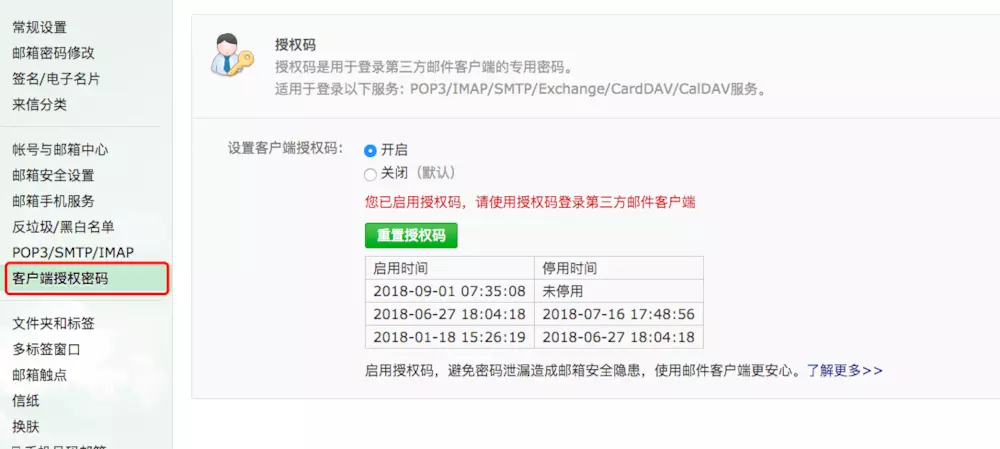 常规设置
邮箱密码修改
签名/电子名片
来信分类
帐号与邮箱中心
邮箱安全设置
邮箱手机服务
反垃圾/黑白名单
POP3/SMTP/IMAP
客户端授权密码
文件夹和标签
多标签窗口
邮箱触点
信纸
换肤
授权码
授权码是用于登录第三方邮件客户端的专用密码。
适用于登录以下服务: POP3/IMAP/SMTP/Exchange/CardDAV/CalDAV服务。
设置客户端授权码: 开启
关闭 (默认)
您已启用授权码，请使用授权码登录第三方邮件客户端
重置授权码
启用时间 停用时间
2018-09-01 07:35:08 未停用
2018-06-27 18:04:18 2018-07-16 17:48:56
2018-01-18 15:26:19 2018-06-27 18:04:18
启用授权码，避免密码泄漏造成邮箱安全隐患，使用邮件客户端更安心。了解更多>>